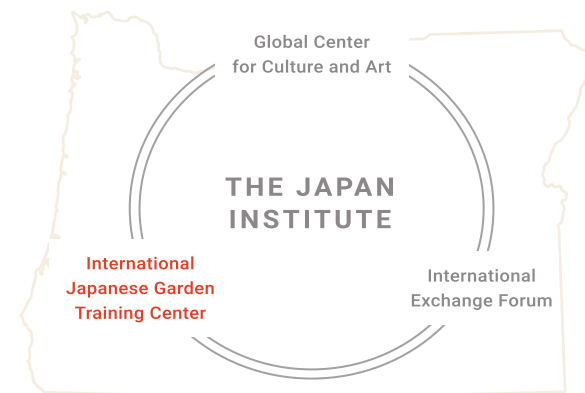 Global Center
for Culture and Art
THE JAPAN
INSTITUTE
International
Japanese Garden
Training Center
International
Exchange Forum